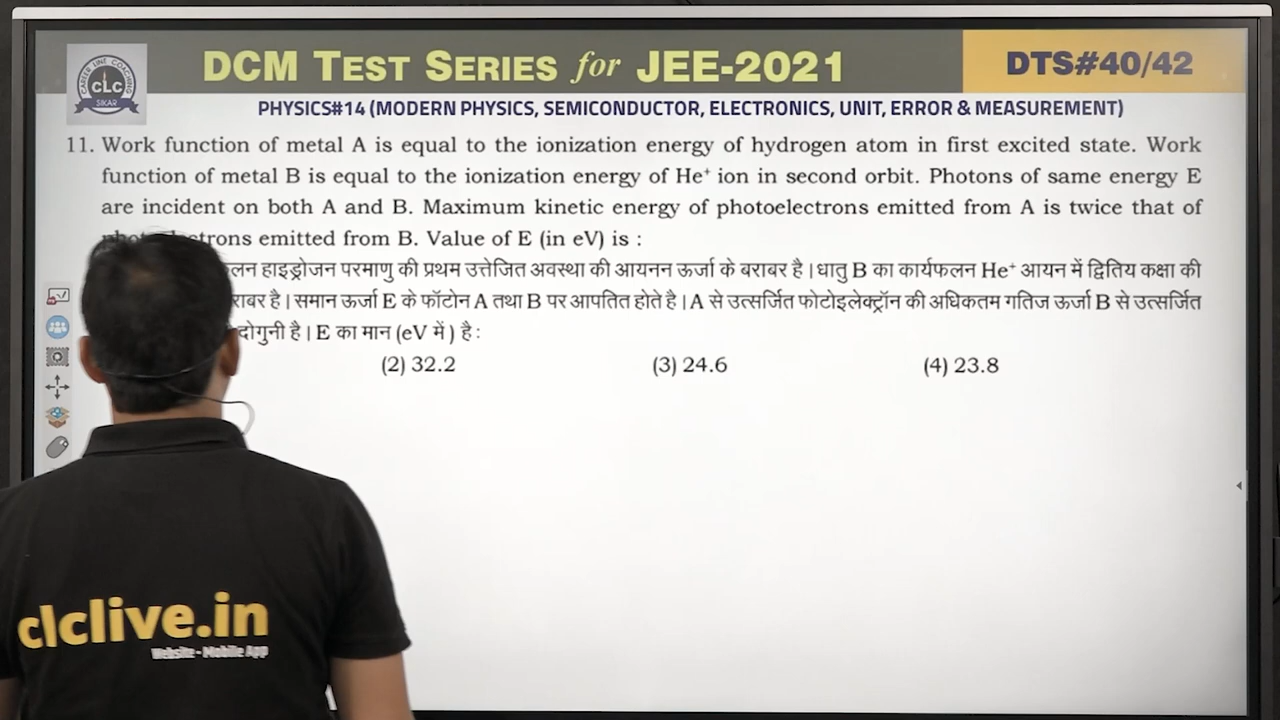 DCM TEST SERIES for JEE-2021
DTS#40/42
CAREER LINE COACHING
CLC
SIKAR
PHYSICS#14 (MODERN PHYSICS, SEMICONDUCTOR, ELECTRONICS, UNIT, ERROR & MEASUREMENT)
11. Work function of metal A is equal to the ionization energy of hydrogen atom in first excited state. Work
function of metal B is equal to the ionization energy of He⁺ ion in second orbit. Photons of same energy E
are incident on both A and B. Maximum kinetic energy of photoelectrons emitted from A is twice that of
emitted from B. Value of E (in eV) is :
हाइड्रोजन परमाणु की प्रथम उत्तेजित अवस्था की आयनन ऊर्जा के बराबर है। धातु B का कार्यफलन He⁺ आयन में द्वितिय कक्षा की
समान ऊर्जा E के फोंटोन A तथा B पर आपतित होते है। A से उत्सर्जित फोटोइलेक्ट्रॉन की अधिकतम गतिज ऊर्जा B से उत्सर्जित
दोगुनी है। E का मान (eV में ) है :
(2) 32.2 (3) 24.6 (4) 23.8
clclive.in
Website - Mobile App